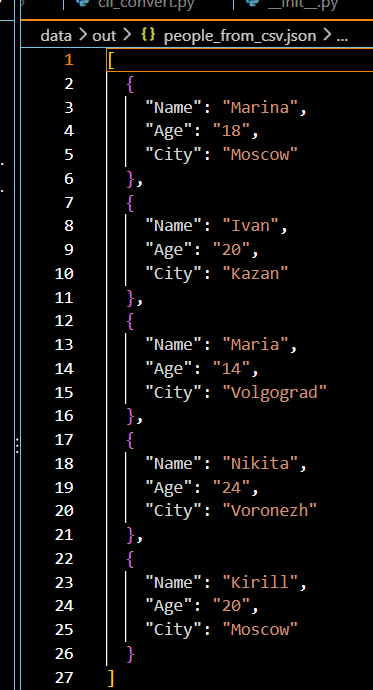 cli_convert.py __init__.py
data > out > {} people_from_csv.json > ...
1 [
2 {
3 "Name": "Marina",
4 "Age": "18",
5 "City": "Moscow"
6 },
7 {
8 "Name": "Ivan",
9 "Age": "20",
10 "City": "Kazan"
11 },
12 {
13 "Name": "Maria",
14 "Age": "14",
15 "City": "Volgograd"
16 },
17 {
18 "Name": "Nikita",
19 "Age": "24",
20 "City": "Voronezh"
21 },
22 {
23 "Name": "Kirill",
24 "Age": "20",
25 "City": "Moscow"
26 }
27 ]